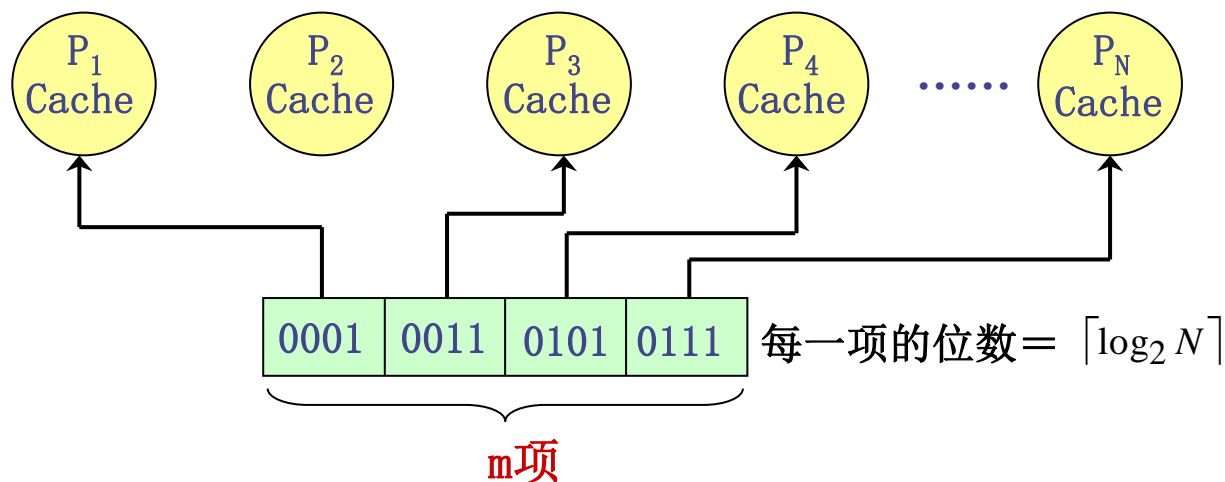 P₁ Cache
P₂ Cache
P₃ Cache
P₄ Cache
……
P_N Cache
0001 0011 0101 0111 每一项的位数＝ ⌈log₂ N⌉
m项